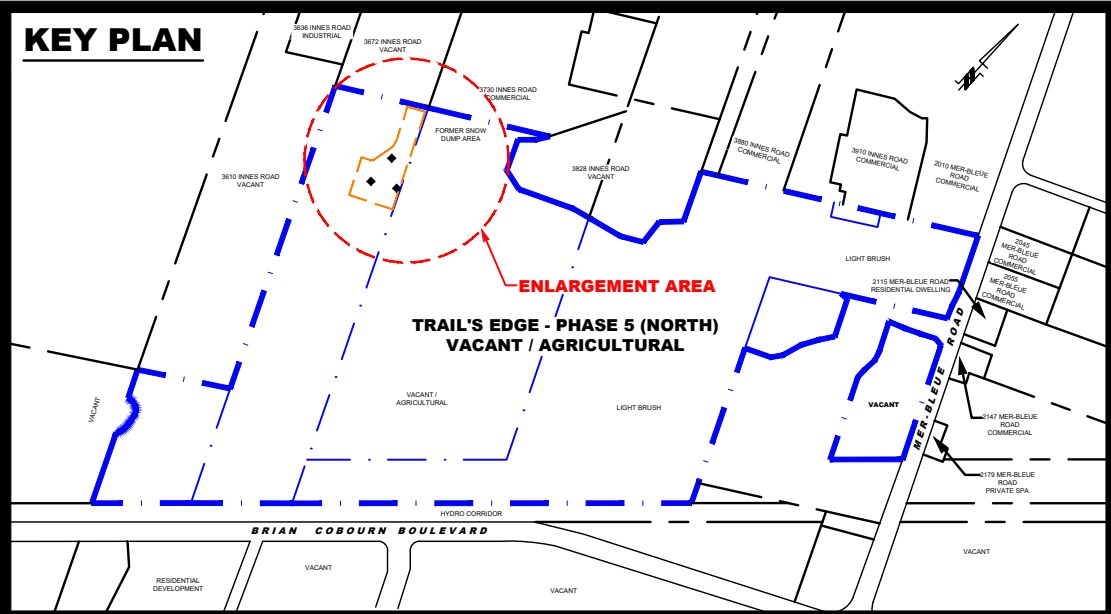 KEY PLAN
3636 INNES ROAD
INDUSTRIAL
3672 INNES ROAD
VACANT
3730 INNES ROAD
COMMERCIAL
FORMER SNOW
DUMP AREA
3610 INNES ROAD
VACANT
3828 INNES ROAD
VACANT
3880 INNES ROAD
COMMERCIAL
3910 INNES ROAD
COMMERCIAL
2010 MER-BLEUE
ROAD
COMMERCIAL
N
2045
MER-BLEUE
ROAD
COMMERCIAL
2055
MER-BLEUE
ROAD
COMMERCIAL
LIGHT BRUSH
2115 MER-BLEUE ROAD
RESIDENTIAL DWELLING
ENLARGEMENT AREA
TRAIL'S EDGE - PHASE 5 (NORTH)
VACANT / AGRICULTURAL
VACANT
VACANT /
AGRICULTURAL
LIGHT BRUSH
VACANT
MER-BLEUE ROAD
2147 MER-BLEUE
ROAD
COMMERCIAL
2179 MER-BLEUE
ROAD
PRIVATE SPA
HYDRO CORRIDOR
BRIAN COBOURN BOULEVARD
VACANT
VACANT
RESIDENTIAL
DEVELOPMENT
VACANT